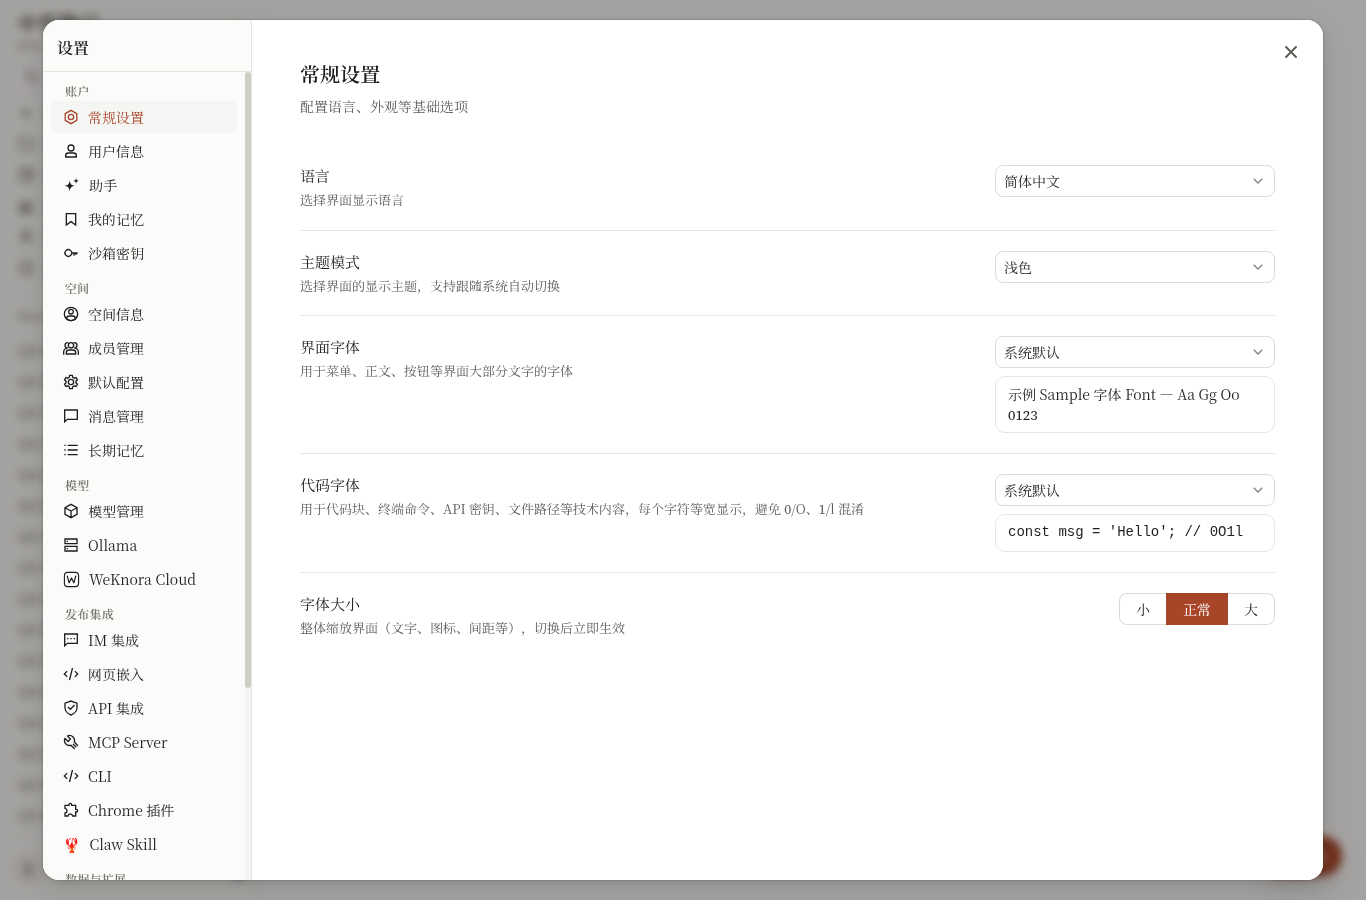 设置
账户
常规设置
用户信息
助手
我的记忆
沙箱密钥
空间
空间信息
成员管理
默认配置
消息管理
长期记忆
模型
模型管理
Ollama
WeKnora Cloud
发布集成
IM 集成
网页嵌入
API 集成
MCP Server
CLI
Chrome 插件
Claw Skill
数据与扩展
常规设置
配置语言、外观等基础选项
语言
选择界面显示语言
简体中文
主题模式
选择界面的显示主题，支持跟随系统自动切换
浅色
界面字体
用于菜单、正文、按钮等界面大部分文字的字体
系统默认
示例 Sample 字体 Font — Aa Gg Oo
0123
代码字体
用于代码块、终端命令、API 密钥、文件路径等技术内容，每个字符等宽显示，避免 0/O、1/l 混淆
系统默认
const msg = 'Hello'; // 0O1l
字体大小
整体缩放界面（文字、图标、间距等），切换后立即生效
小 正常 大